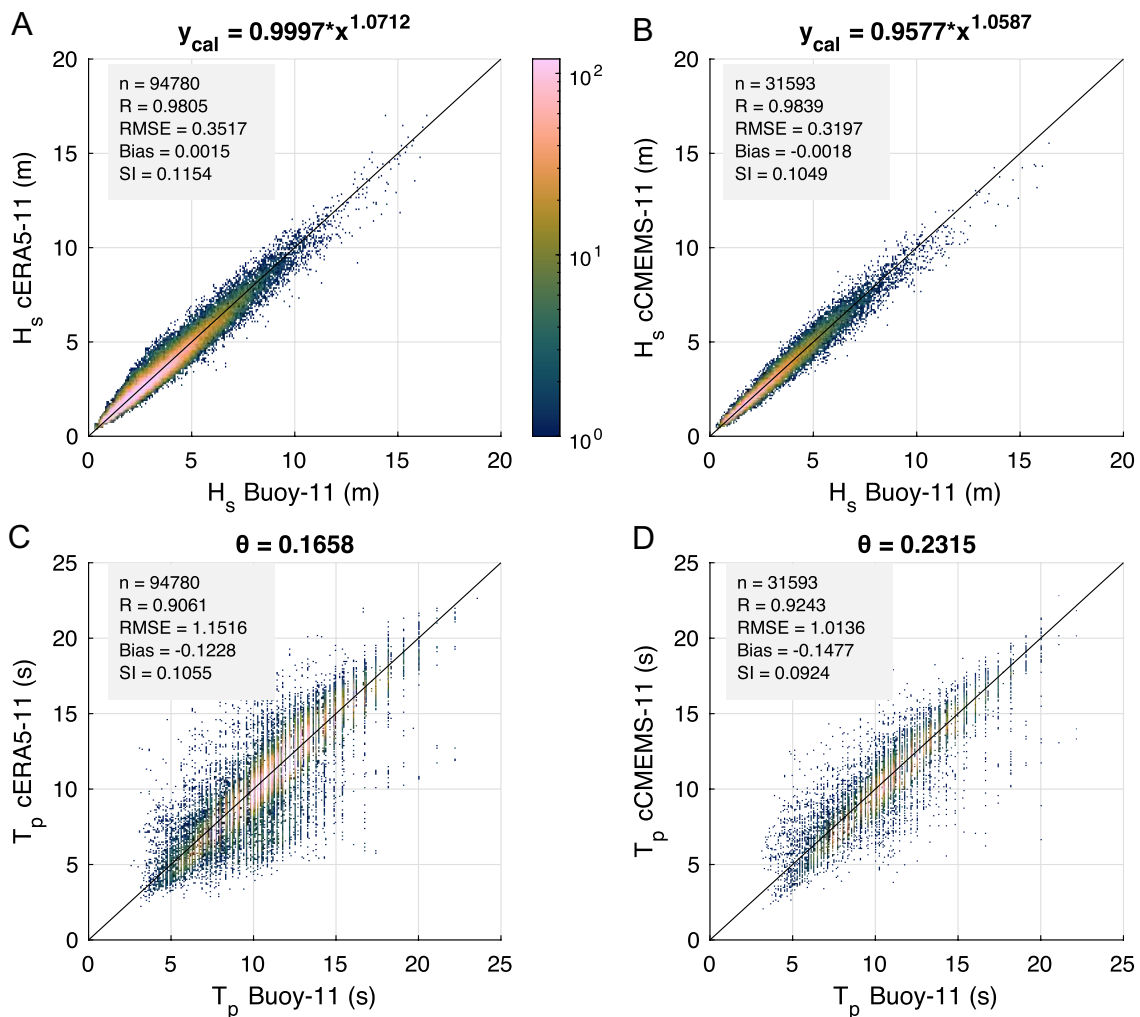 A
y_cal = 0.9997*x^1.0712
20
15
10
5
0
n = 94780
R = 0.9805
RMSE = 0.3517
Bias = 0.0015
SI = 0.1154
H_s cERA5-11 (m)
0 5 10 15 20
H_s Buoy-11 (m)
10^2
10^1
10^0
B
y_cal = 0.9577*x^1.0587
20
15
10
5
0
n = 31593
R = 0.9839
RMSE = 0.3197
Bias = -0.0018
SI = 0.1049
H_s cCMEMS-11 (m)
0 5 10 15 20
H_s Buoy-11 (m)
C
θ = 0.1658
25
20
15
10
5
0
n = 94780
R = 0.9061
RMSE = 1.1516
Bias = -0.1228
SI = 0.1055
T_p cERA5-11 (s)
0 5 10 15 20 25
T_p Buoy-11 (s)
D
θ = 0.2315
25
20
15
10
5
0
n = 31593
R = 0.9243
RMSE = 1.0136
Bias = -0.1477
SI = 0.0924
T_p cCMEMS-11 (s)
0 5 10 15 20 25
T_p Buoy-11 (s)